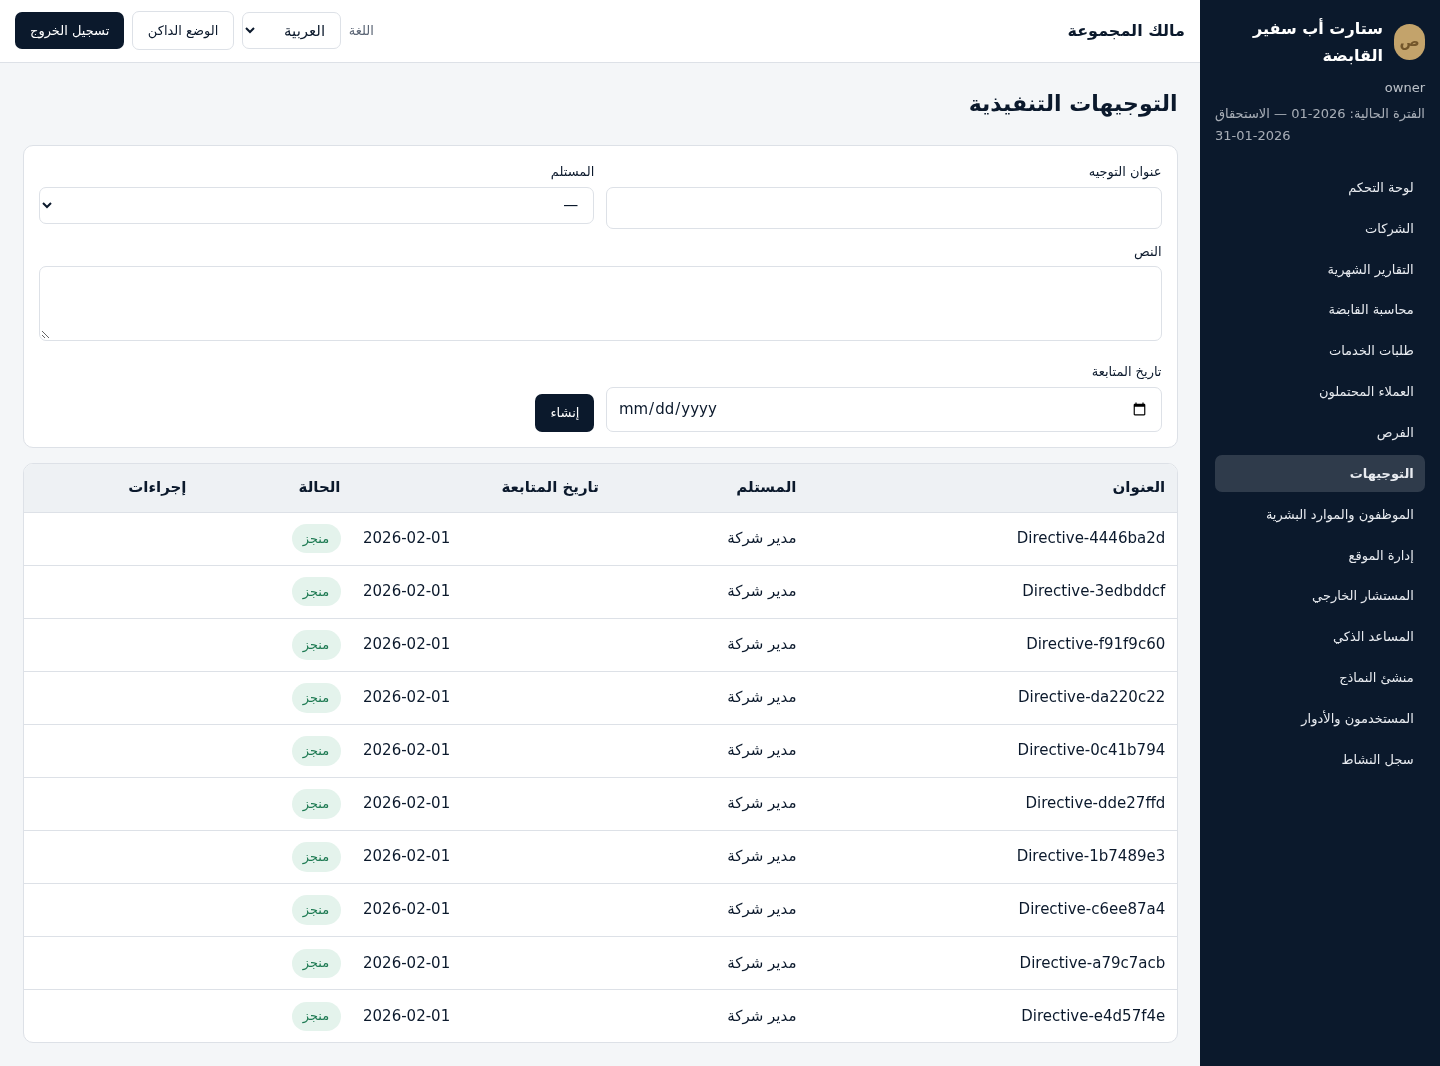 ص
ستارت أب سفير
القابضة
owner
الفترة الحالية: 2026-01 — الاستحقاق
31-01-2026
لوحة التحكم
الشركات
التقارير الشهرية
محاسبة القابضة
طلبات الخدمات
العملاء المحتملون
الفرص
التوجيهات
الموظفون والموارد البشرية
إدارة الموقع
المستشار الخارجي
المساعد الذكي
منشئ النماذج
المستخدمون والأدوار
سجل النشاط
مالك المجموعة
اللغة
العربية
الوضع الداكن
تسجيل الخروج
التوجيهات التنفيذية
عنوان التوجيه
المستلم
—
النص
تاريخ المتابعة
mm/dd/yyyy
إنشاء
العنوان المستلم تاريخ المتابعة الحالة إجراءات
Directive-4446ba2d مدير شركة 2026-02-01 منجز
Directive-3edbddcf مدير شركة 2026-02-01 منجز
Directive-f91f9c60 مدير شركة 2026-02-01 منجز
Directive-da220c22 مدير شركة 2026-02-01 منجز
Directive-0c41b794 مدير شركة 2026-02-01 منجز
Directive-dde27ffd مدير شركة 2026-02-01 منجز
Directive-1b7489e3 مدير شركة 2026-02-01 منجز
Directive-c6ee87a4 مدير شركة 2026-02-01 منجز
Directive-a79c7acb مدير شركة 2026-02-01 منجز
Directive-e4d57f4e مدير شركة 2026-02-01 منجز